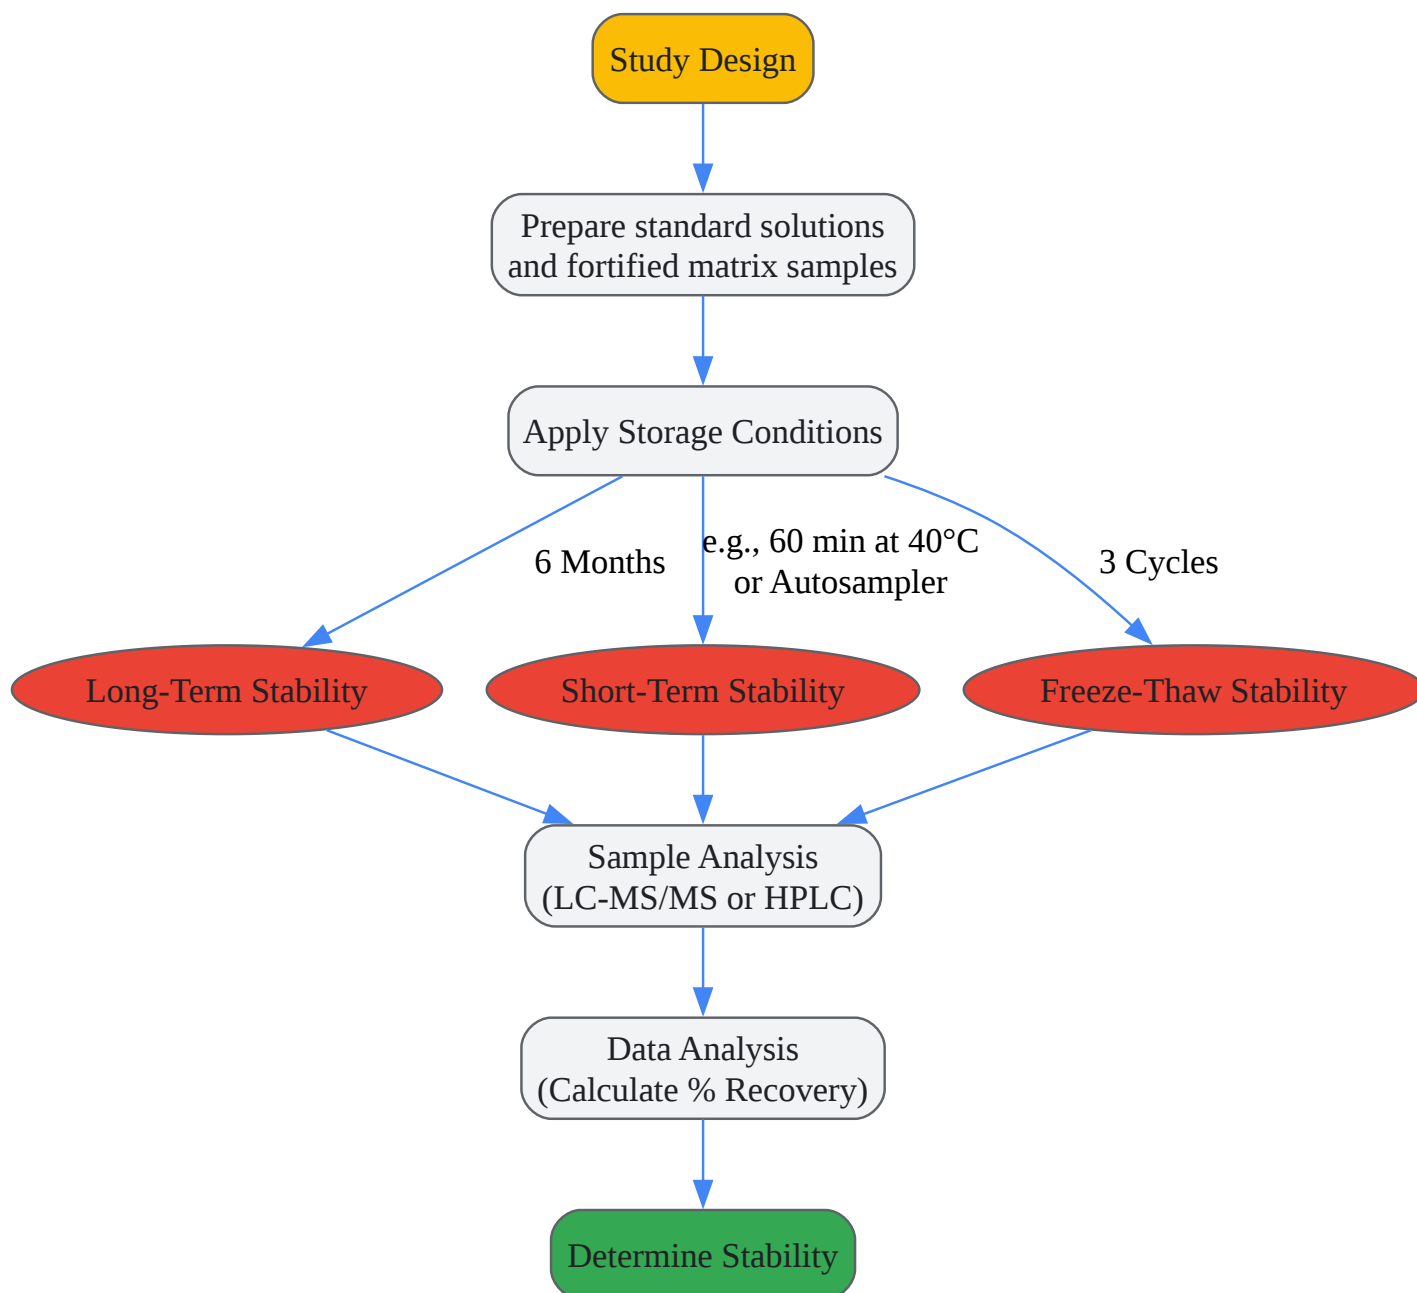 Study Design
Prepare standard solutions
and fortified matrix samples
Apply Storage Conditions
6 Months
e.g., 60 min at 40°C
or Autosampler
3 Cycles
Long-Term Stability
Short-Term Stability
Freeze-Thaw Stability
Sample Analysis
(LC-MS/MS or HPLC)
Data Analysis
(Calculate % Recovery)
Determine Stability